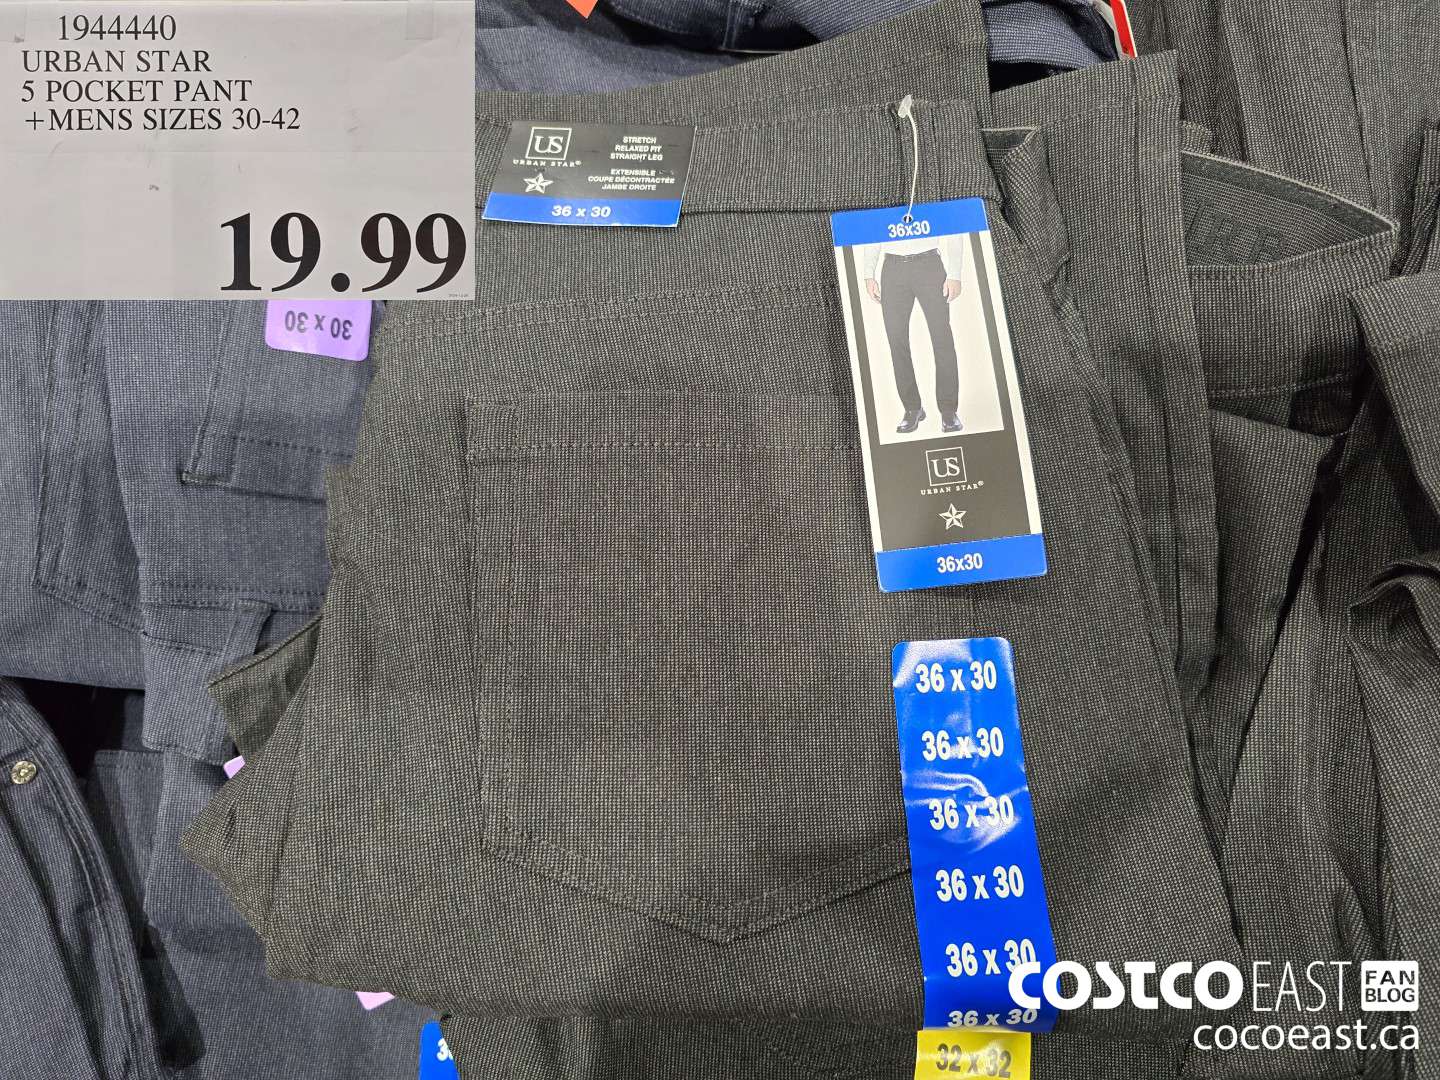 1944440
URBAN STAR
5 POCKET PANT
+MENS SIZES 30-42
19.99
30 x 30
US
URBAN STAR®
STRETCH
RELAXED FIT
STRAIGHT LEG
EXTENSIBLE
COUPE DÉCONTRACTÉE
JAMBE DROITE
36 x 30
36x30
US
URBAN STAR®
36x30
36 x 30
36 x 30
36 x 30
36 x 30
36 x 30
36 x 30
32 x 32
COSTCO EAST FAN BLOG
cocoeast.ca